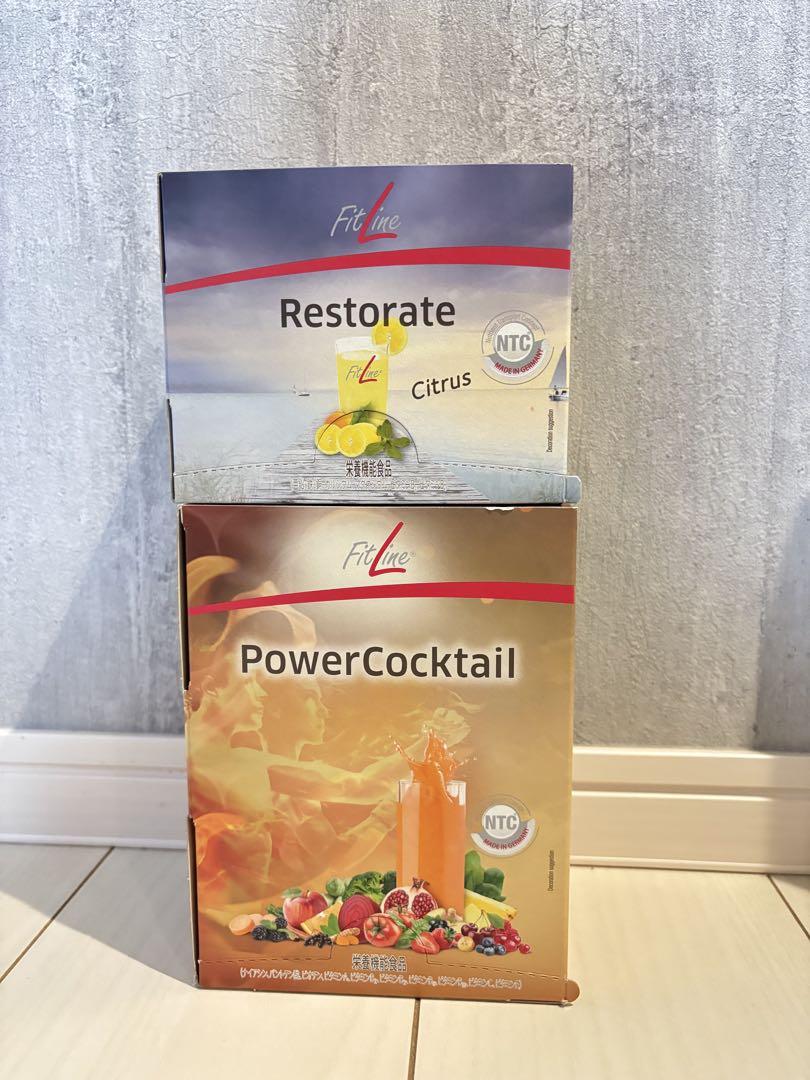 FitLine
Restorate
NTC
MADE IN GERMANY
FitLine
Citrus
Decoration suggestion
栄養機能食品
FitLine®
PowerCocktail
NTC
MADE IN GERMANY
Decoration suggestion
栄養機能食品